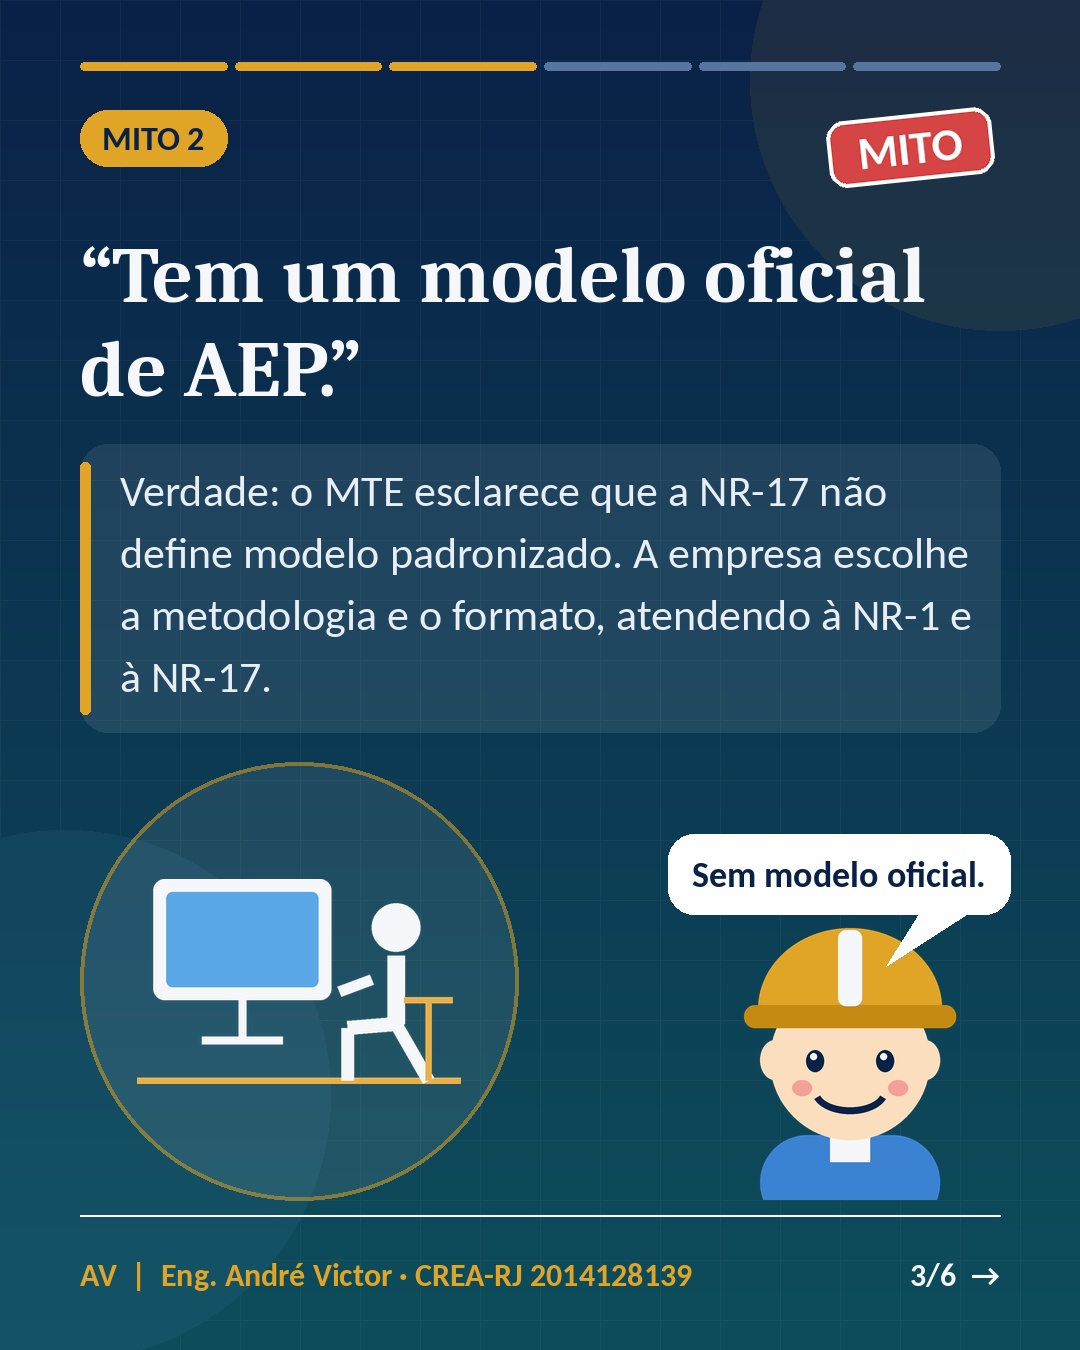 MITO 2
MITO
“Tem um modelo oficial
de AEP.”
Verdade: o MTE esclarece que a NR-17 não
define modelo padronizado. A empresa escolhe
a metodologia e o formato, atendendo à NR-1 e
à NR-17.
Sem modelo oficial.
AV | Eng. André Victor · CREA-RJ 2014128139
3/6 →